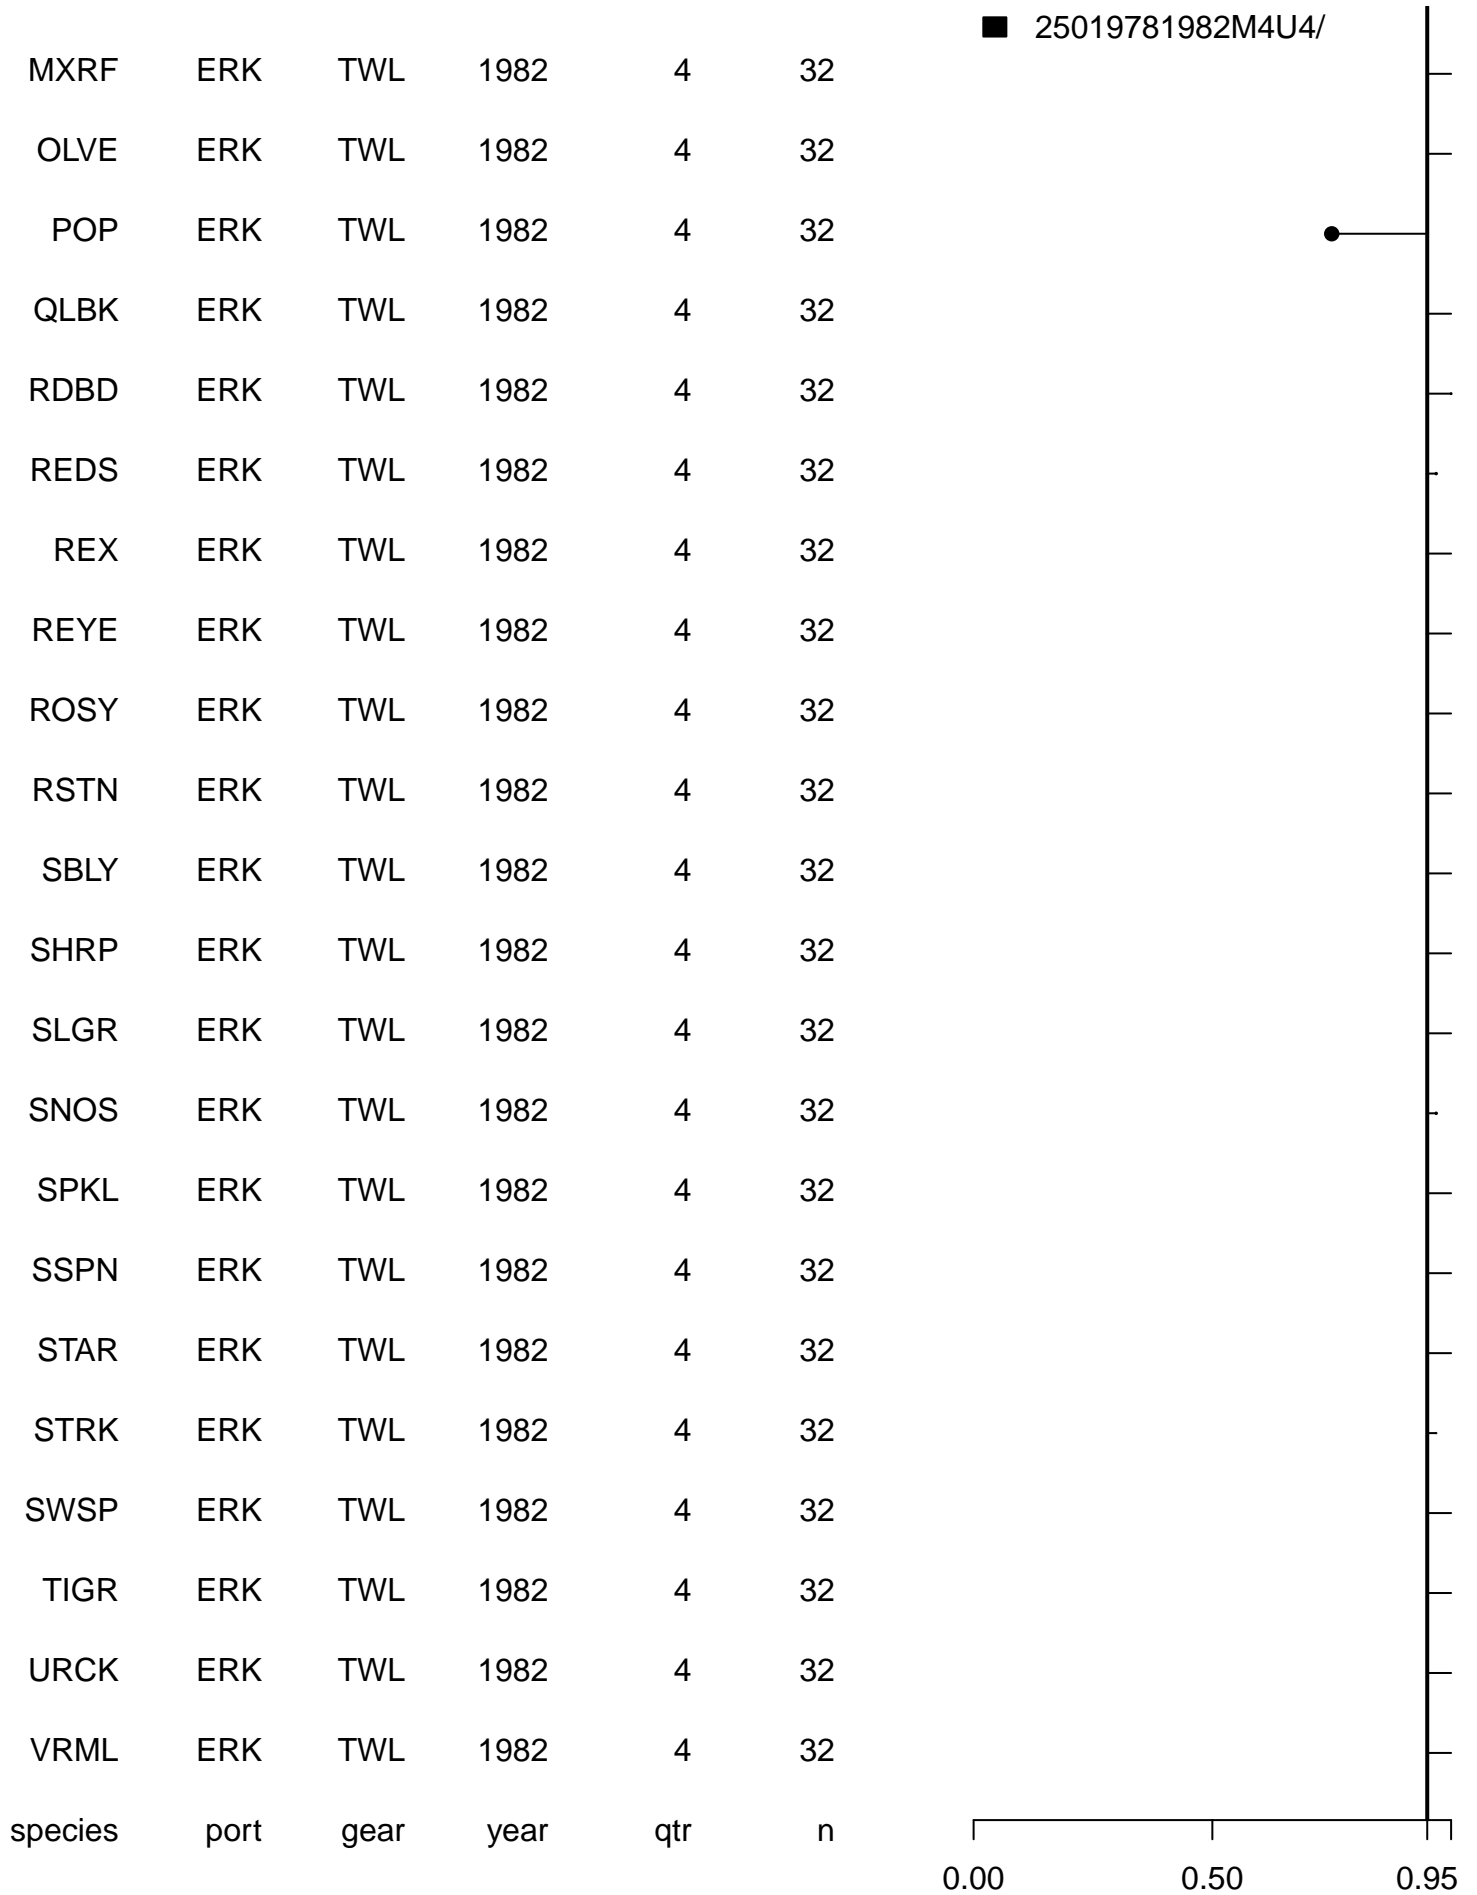 25019781982M4U4/
MXRF ERK TWL 1982 4 32
OLVE ERK TWL 1982 4 32
POP ERK TWL 1982 4 32
QLBK ERK TWL 1982 4 32
RDBD ERK TWL 1982 4 32
REDS ERK TWL 1982 4 32
REX ERK TWL 1982 4 32
REYE ERK TWL 1982 4 32
ROSY ERK TWL 1982 4 32
RSTN ERK TWL 1982 4 32
SBLY ERK TWL 1982 4 32
SHRP ERK TWL 1982 4 32
SLGR ERK TWL 1982 4 32
SNOS ERK TWL 1982 4 32
SPKL ERK TWL 1982 4 32
SSPN ERK TWL 1982 4 32
STAR ERK TWL 1982 4 32
STRK ERK TWL 1982 4 32
SWSP ERK TWL 1982 4 32
TIGR ERK TWL 1982 4 32
URCK ERK TWL 1982 4 32
VRML ERK TWL 1982 4 32
species port gear year qtr n
0.00 0.50 0.95